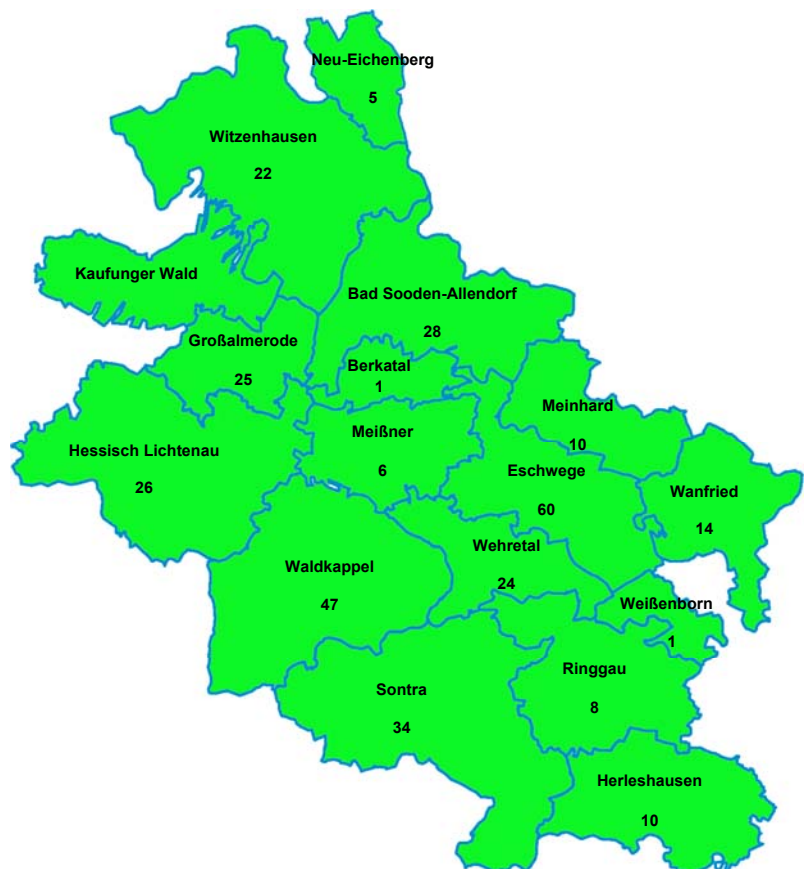 Neu-Eichenberg
5
Witzenhausen
22
Kaufunger Wald
Bad Sooden-Allendorf
28
Großalmerode
25
Berkatal
1
Meinhard
10
Meißner
6
Hessisch Lichtenau
26
Eschwege
60
Wanfried
14
Wehretal
24
Waldkappel
47
Weißenborn
1
Ringgau
8
Sontra
34
Herleshausen
10